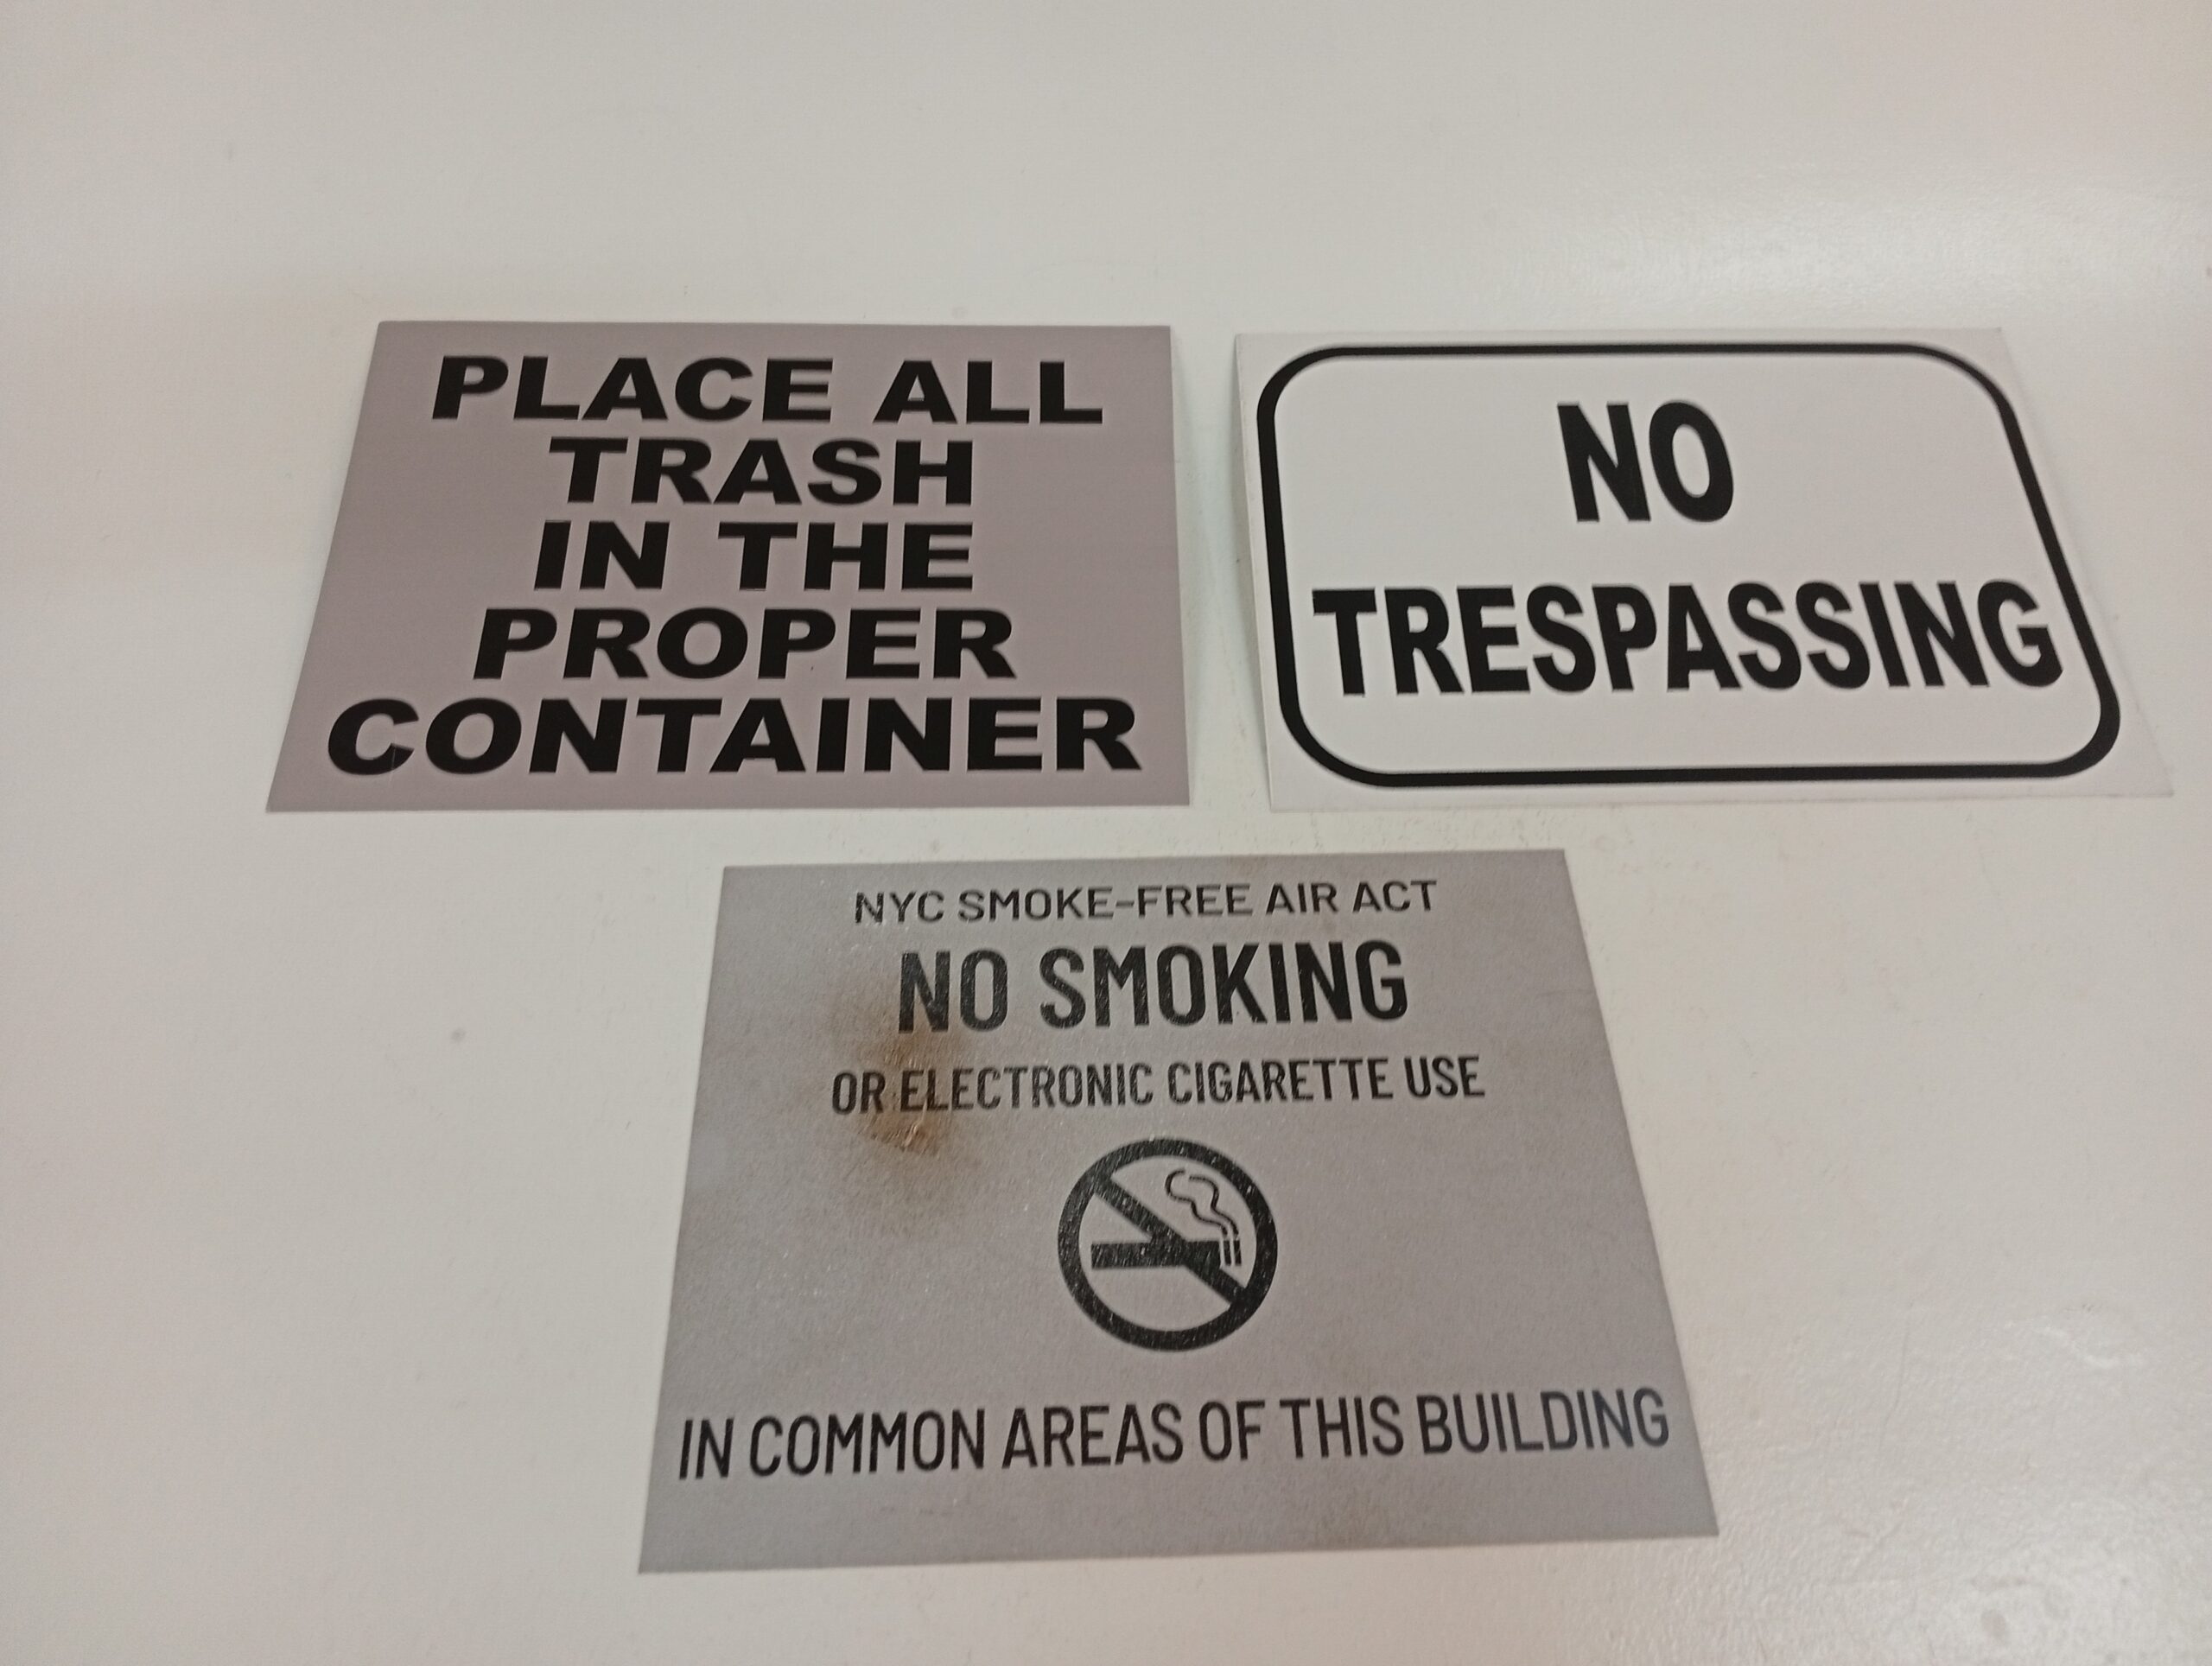 PLACE ALL
TRASH
IN THE
PROPER
CONTAINER
NO
TRESPASSING
NYC SMOKE-FREE AIR ACT
NO SMOKING
OR ELECTRONIC CIGARETTE USE
IN COMMON AREAS OF THIS BUILDING